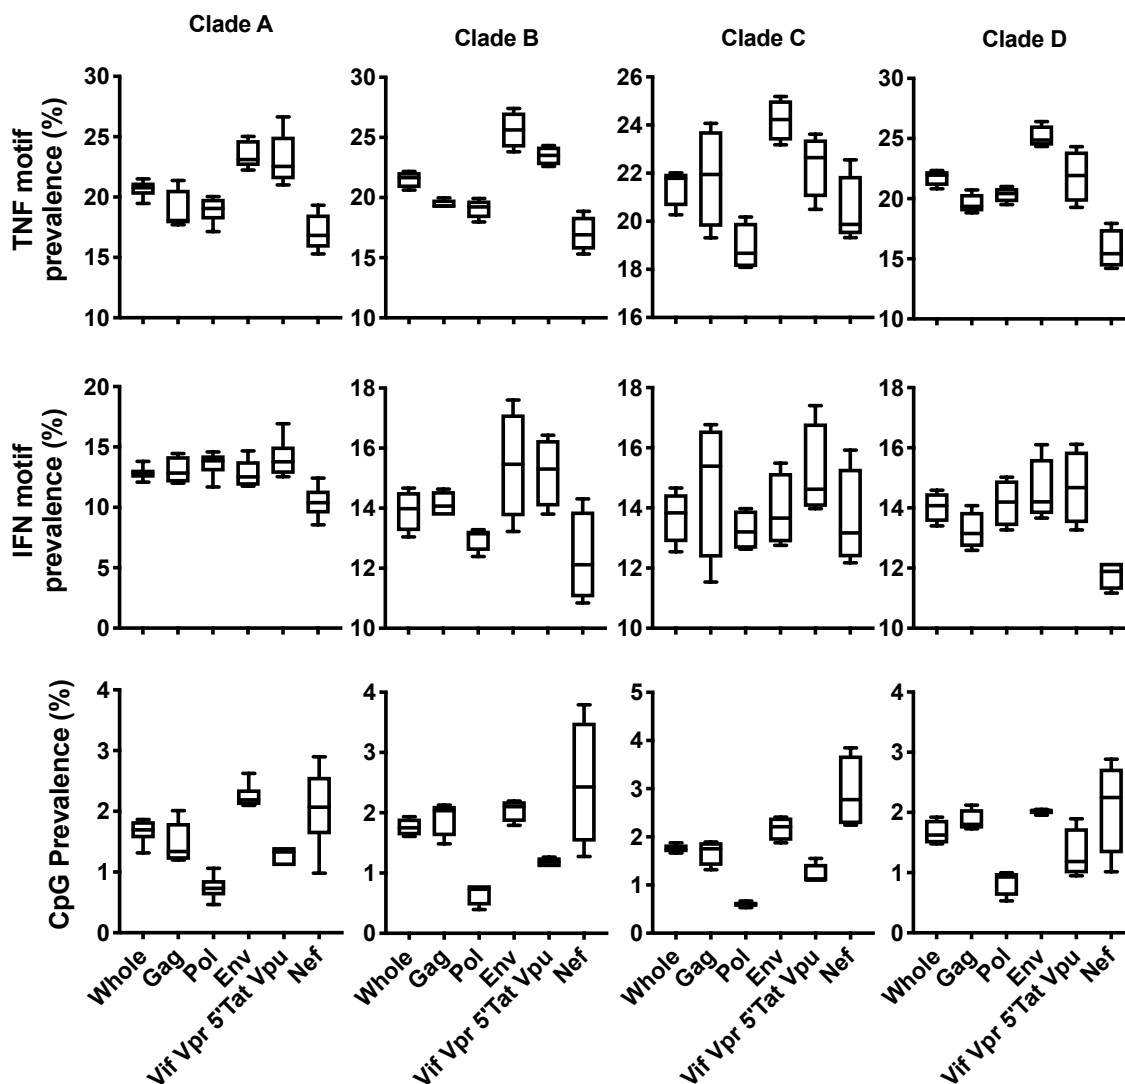 Clade A
Clade B
Clade C
Clade D
TNF motif
prevalence (%)
30
25
20
15
10
30
25
20
15
10
26
24
22
20
18
16
30
25
20
15
10
IFN motif
prevalence (%)
20
15
10
5
0
18
16
14
12
10
18
16
14
12
10
18
16
14
12
10
CpG Prevalence (%)
4
3
2
1
0
4
3
2
1
0
5
4
3
2
1
0
4
3
2
1
0
Whole
Gag
Pol
Env
Vif Vpr 5'Tat Vpu
Nef
Whole
Gag
Pol
Env
Vif Vpr 5'Tat Vpu
Nef
Whole
Gag
Pol
Env
Vif Vpr 5'Tat Vpu
Nef
Whole
Gag
Pol
Env
Vif Vpr 5'Tat Vpu
Nef